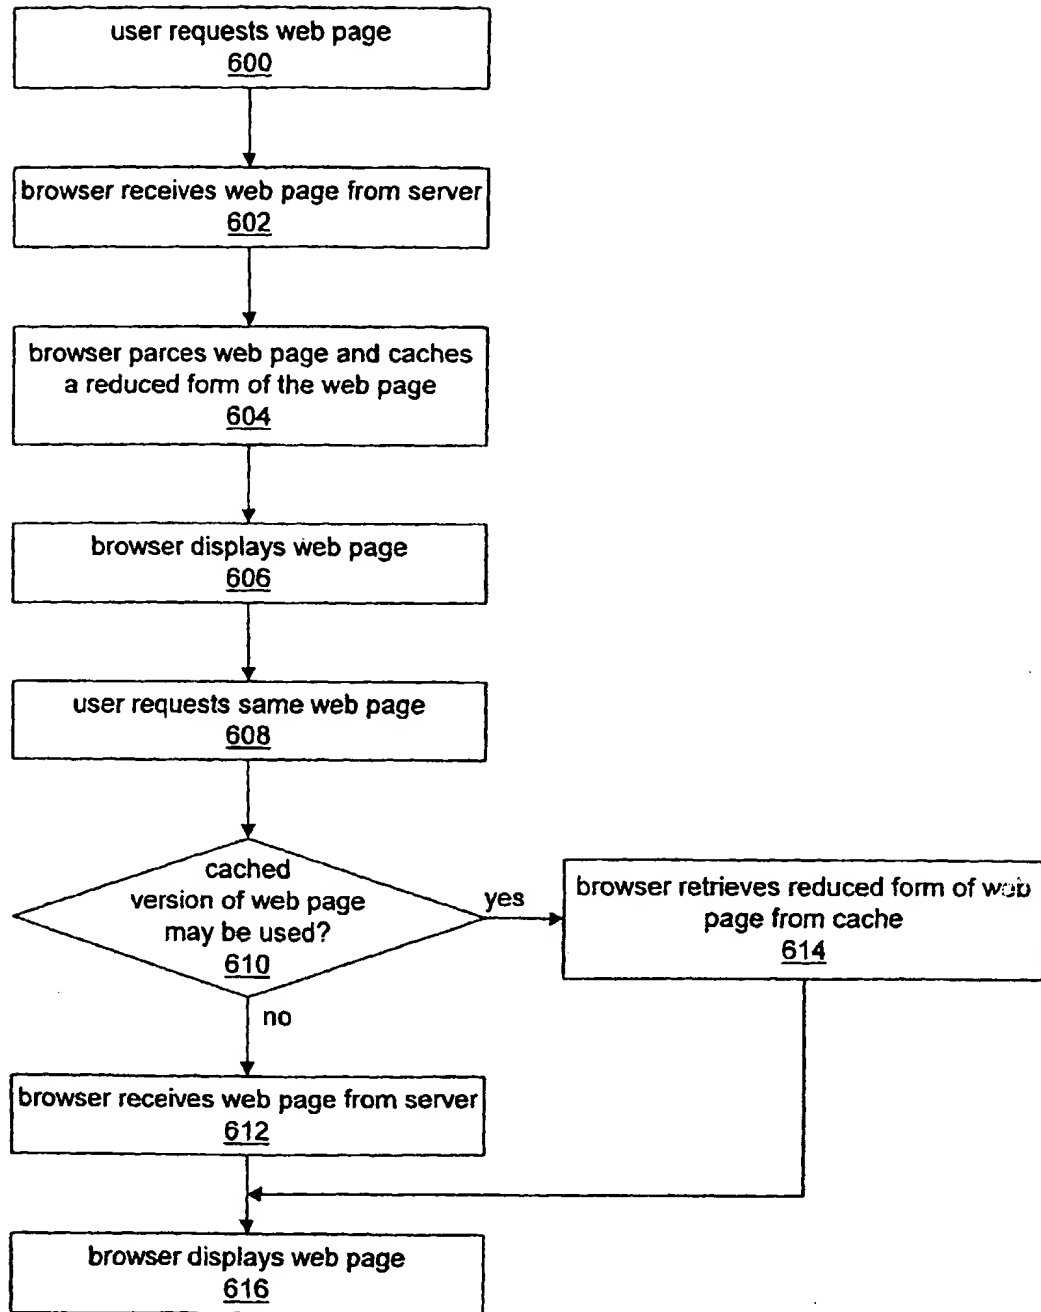 user requests web page
600
browser receives web page from server
602
browser parces web page and caches
a reduced form of the web page
604
browser displays web page
606
user requests same web page
608
cached
version of web page
may be used?
610
yes
browser retrieves reduced form of web
page from cache
614
no
browser receives web page from server
612
browser displays web page
616